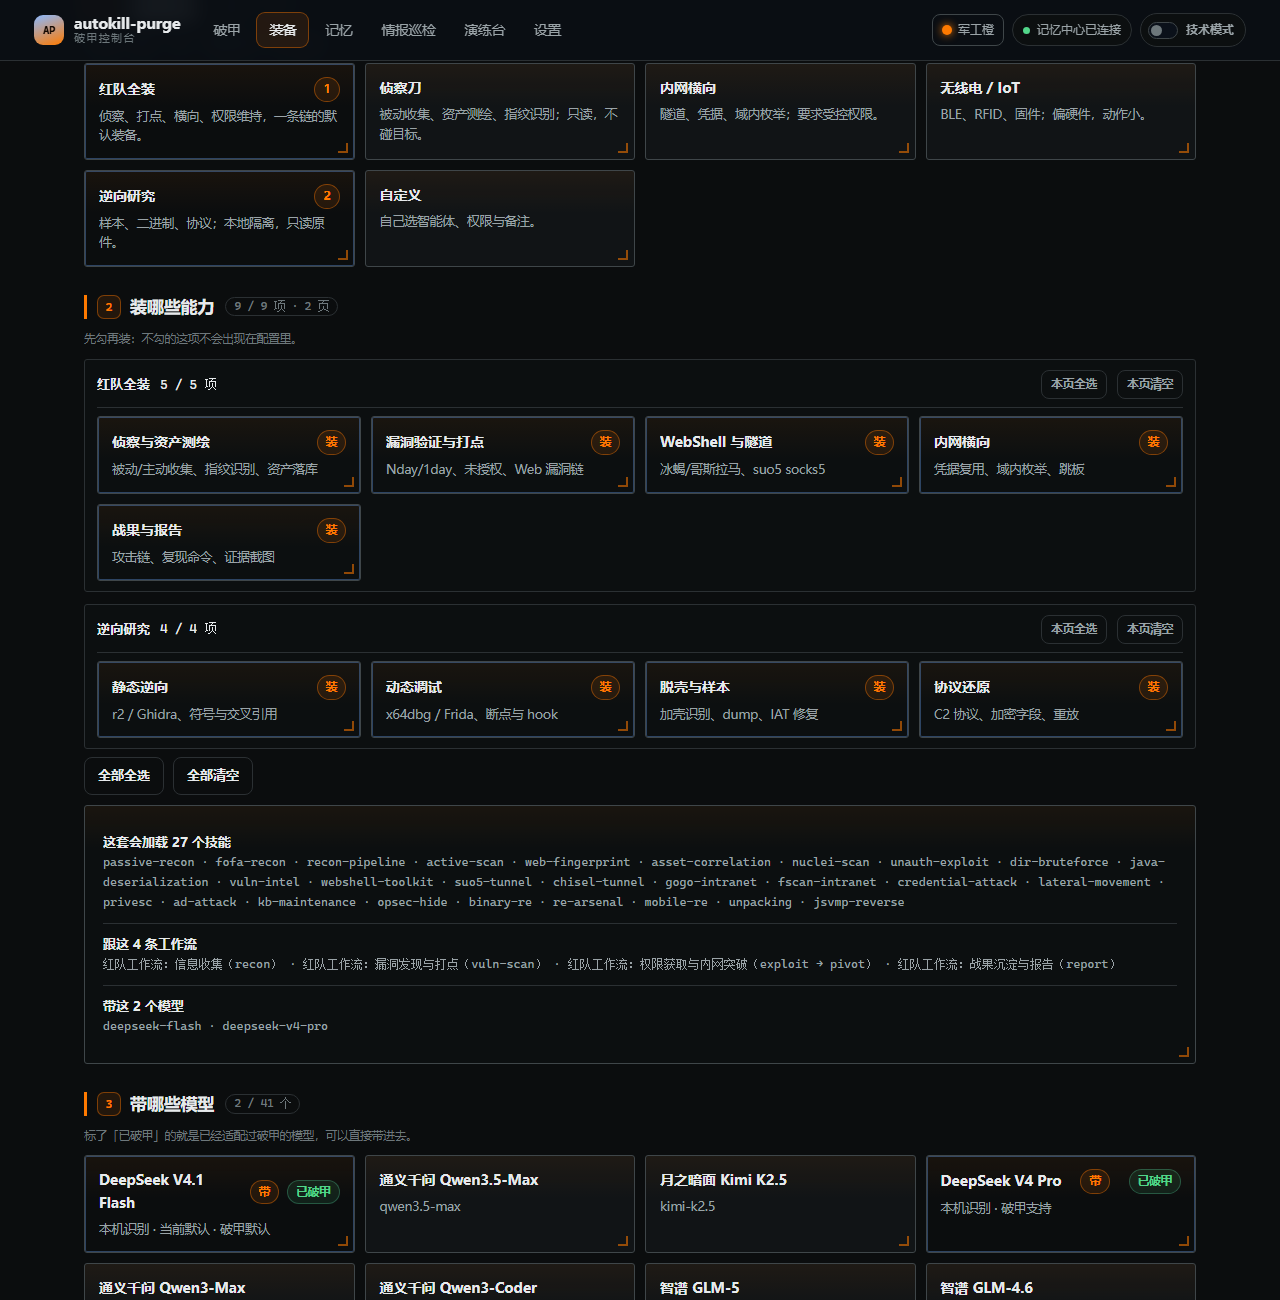 AP
autokill-purge
破甲控制台
破甲 装备 记忆 情报巡检 演练台 设置
军工橙
记忆中心已连接
技术模式
红队全装 1
侦察、打点、横向、权限维持，一条链的默
认装备。
侦察刀
被动收集、资产测绘、指纹识别；只读，不
碰目标。
内网横向
隧道、凭据、域内枚举；要求受控权限。
无线电 / IoT
BLE、RFID、固件；偏硬件，动作小。
逆向研究 2
样本、二进制、协议；本地隔离，只读原
件。
自定义
自己选智能体、权限与备注。
2 装哪些能力 9 / 9 项 · 2 页
先勾再装：不勾的这项不会出现在配置里。
红队全装 5 / 5 项
本页全选 本页清空
侦察与资产测绘 装
被动/主动收集、指纹识别、资产落库
漏洞验证与打点 装
Nday/1day、未授权、Web 漏洞链
WebShell 与隧道 装
冰蝎/哥斯拉马、suo5 socks5
内网横向 装
凭据复用、域内枚举、跳板
战果与报告 装
攻击链、复现命令、证据截图
逆向研究 4 / 4 项
本页全选 本页清空
静态逆向 装
r2 / Ghidra、符号与交叉引用
动态调试 装
x64dbg / Frida、断点与 hook
脱壳与样本 装
加壳识别、dump、IAT 修复
协议还原 装
C2 协议、加密字段、重放
全部全选 全部清空
这套会加载 27 个技能
passive-recon · fofa-recon · recon-pipeline · active-scan · web-fingerprint · asset-correlation · nuclei-scan · unauth-exploit · dir-bruteforce · java-
deserialization · vuln-intel · webshell-toolkit · suo5-tunnel · chisel-tunnel · gogo-intranet · fscan-intranet · credential-attack · lateral-movement ·
privesc · ad-attack · kb-maintenance · opsec-hide · binary-re · re-arsenal · mobile-re · unpacking · jsvmp-reverse
跟这 4 条工作流
红队工作流：信息收集（recon） · 红队工作流：漏洞发现与打点（vuln-scan） · 红队工作流：权限获取与内网突破（exploit → pivot） · 红队工作流：战果沉淀与报告（report）
带这 2 个模型
deepseek-flash · deepseek-v4-pro
3 带哪些模型 2 / 41 个
标了「已破甲」的就是已经适配过破甲的模型，可以直接带进去。
DeepSeek V4.1
Flash
带 已破甲
本机识别 · 当前默认 · 破甲默认
通义千问 Qwen3.5-Max
qwen3.5-max
月之暗面 Kimi K2.5
kimi-k2.5
DeepSeek V4 Pro 带 已破甲
本机识别 · 破甲支持
通义千问 Qwen3-Max
通义千问 Qwen3-Coder
智谱 GLM-5
智谱 GLM-4.6